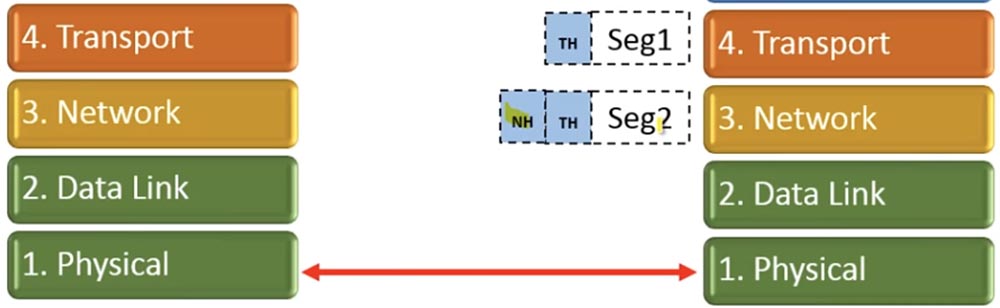 4. Transport
3. Network
2. Data Link
1. Physical
TH Seg1
NH TH Seg2
4. Transport
3. Network
2. Data Link
1. Physical